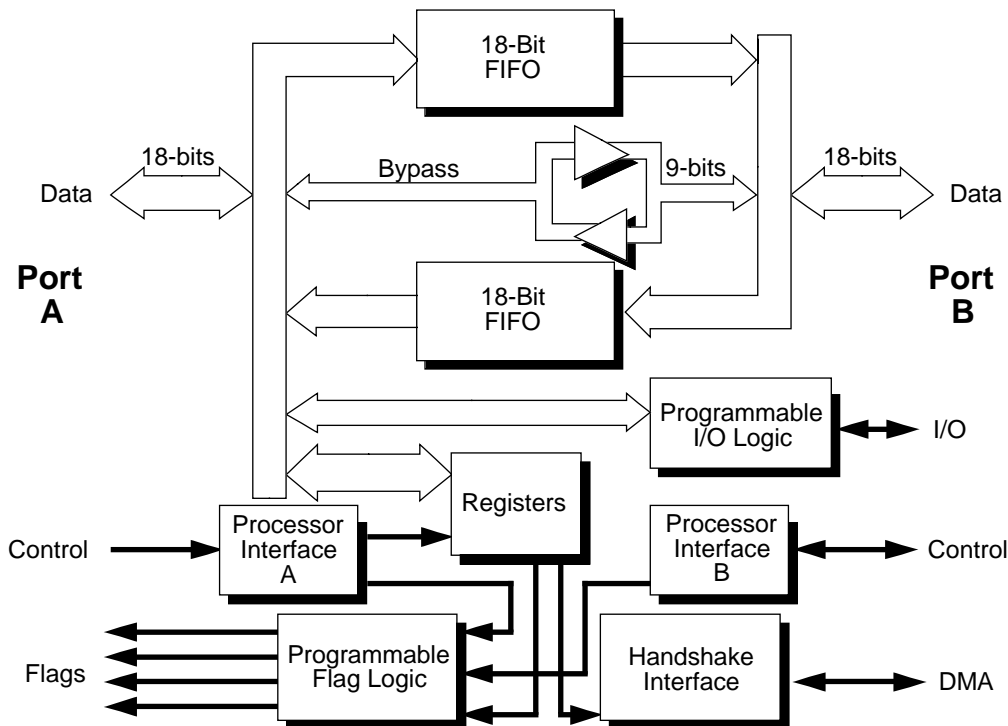 18-Bit
FIFO
18-bits
Bypass
9-bits
18-bits
Data
Data
Port
A
Port
B
18-Bit
FIFO
Programmable
I/O Logic
I/O
Registers
Processor
Interface
A
Processor
Interface
B
Control
Control
Programmable
Flag Logic
Handshake
Interface
Flags
DMA